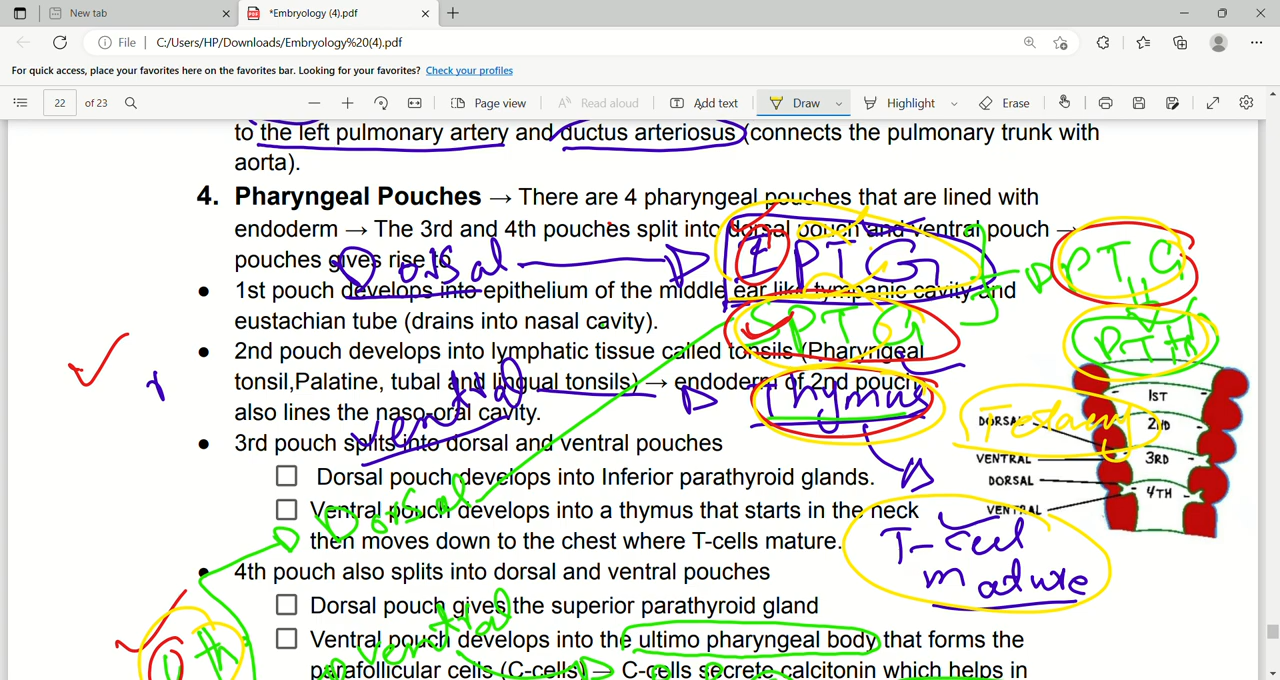 New tab
*Embryology (4).pdf
File
C:/Users/HP/Downloads/Embryology%20(4).pdf
For quick access, place your favorites here on the favorites bar. Looking for your favorites? Check your profiles
22 of 23
Page view
Read aloud
Add text
Draw
Highlight
Erase
to the left pulmonary artery and ductus arteriosus (connects the pulmonary trunk with
aorta).
4. Pharyngeal Pouches → There are 4 pharyngeal pouches that are lined with
endoderm → The 3rd and 4th pouches split into dorsal pouch and ventral pouch →
pouches gives rise to
Dorsal
IPTG
PTG
1st pouch develops into epithelium of the middle ear like tympanic cavity and
eustachian tube (drains into nasal cavity).
SPTG
PTH
2nd pouch develops into lymphatic tissue called tonsils (Pharyngeal
tonsil,Palatine, tubal and lingual tonsils) → endoderm of 2nd pouch
also lines the naso-oral cavity.
ventral
Thymus
3rd pouch splits into dorsal and ventral pouches
Dorsal pouch develops into Inferior parathyroid glands.
Ventral pouch develops into a thymus that starts in the neck
then moves down to the chest where T-cells mature.
Dorsal
T-cell
mature
1ST
DORSAL
2ND
VENTRAL
3RD
DORSAL
4TH
VENTRAL
4th pouch also splits into dorsal and ventral pouches
Dorsal pouch gives the superior parathyroid gland
Ventral pouch develops into the ultimo pharyngeal body that forms the
parafollicular cells (C-cells) → C-cells secrete calcitonin which helps in
ventral